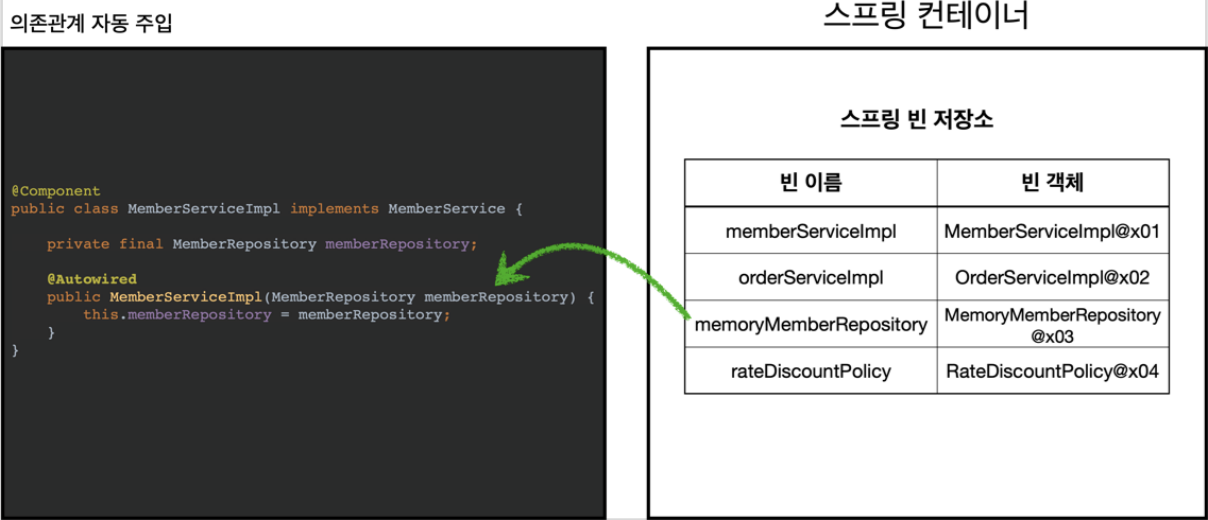 의존관계 자동 주입
@Component
public class MemberServiceImpl implements MemberService {
    private final MemberRepository memberRepository;
    @Autowired
    public MemberServiceImpl(MemberRepository memberRepository) {
        this.memberRepository = memberRepository;
    }
}
스프링 컨테이너
스프링 빈 저장소
빈 이름 빈 객체
memberServiceImpl MemberServiceImpl@x01
orderServiceImpl OrderServiceImpl@x02
memoryMemberRepository MemoryMemberRepository
@x03
rateDiscountPolicy RateDiscountPolicy@x04